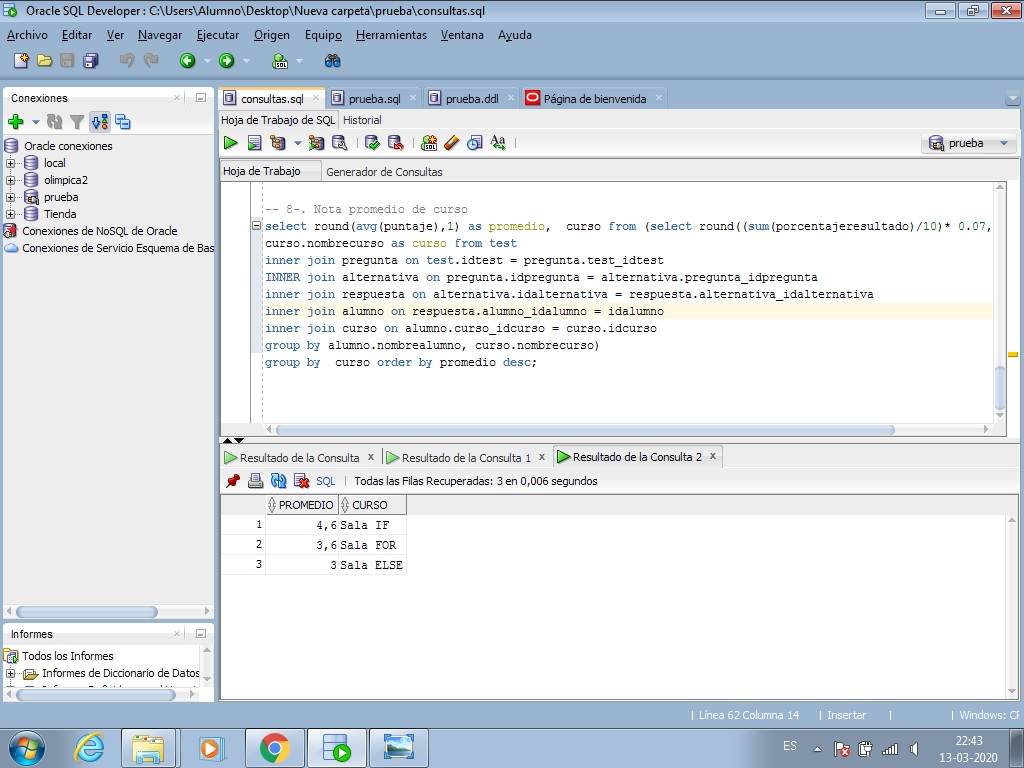 Oracle SQL Developer : C:\Users\Alumno\Desktop\Nueva carpeta\prueba\consultas.sql
Archivo Editar Ver Navegar Ejecutar Origen Equipo Herramientas Ventana Ayuda
Conexiones
Oracle conexiones
local
olimpica2
prueba
Tienda
Conexiones de NoSQL de Oracle
Conexiones de Servicio Esquema de Bas
Informes
Todos los Informes
Informes de Diccionario de Datos
consultas.sql prueba.sql prueba.ddl Página de bienvenida
Hoja de Trabajo de SQL Historial
prueba
Hoja de Trabajo Generador de Consultas
-- 8-. Nota promedio de curso
select round(avg(puntaje),1) as promedio, curso from (select round((sum(porcentajeresultado)/10)* 0.07,
curso.nombrecurso as curso from test
inner join pregunta on test.idtest = pregunta.test_idtest
INNER join alternativa on pregunta.idpregunta = alternativa.pregunta_idpregunta
inner join respuesta on alternativa.idalternativa = respuesta.alternativa_idalternativa
inner join alumno on respuesta.alumno_idalumno = idalumno
inner join curso on alumno.curso_idcurso = curso.idcurso
group by alumno.nombrealumno, curso.nombrecurso)
group by curso order by promedio desc;
Resultado de la Consulta x Resultado de la Consulta 1 x Resultado de la Consulta 2 x
SQL | Todas las Filas Recuperadas: 3 en 0,006 segundos
PROMEDIO CURSO
1 4,6 Sala IF
2 3,6 Sala FOR
3 3 Sala ELSE
| Línea 62 Columna 14 | Insertar | | Windows: CF
ES 22:43
13-03-2020